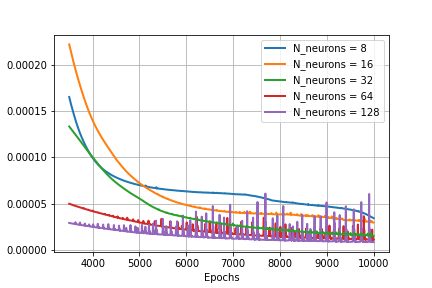 0.00020
0.00015
0.00010
0.00005
0.00000
N_neurons = 8
N_neurons = 16
N_neurons = 32
N_neurons = 64
N_neurons = 128
4000 5000 6000 7000 8000 9000 10000
Epochs